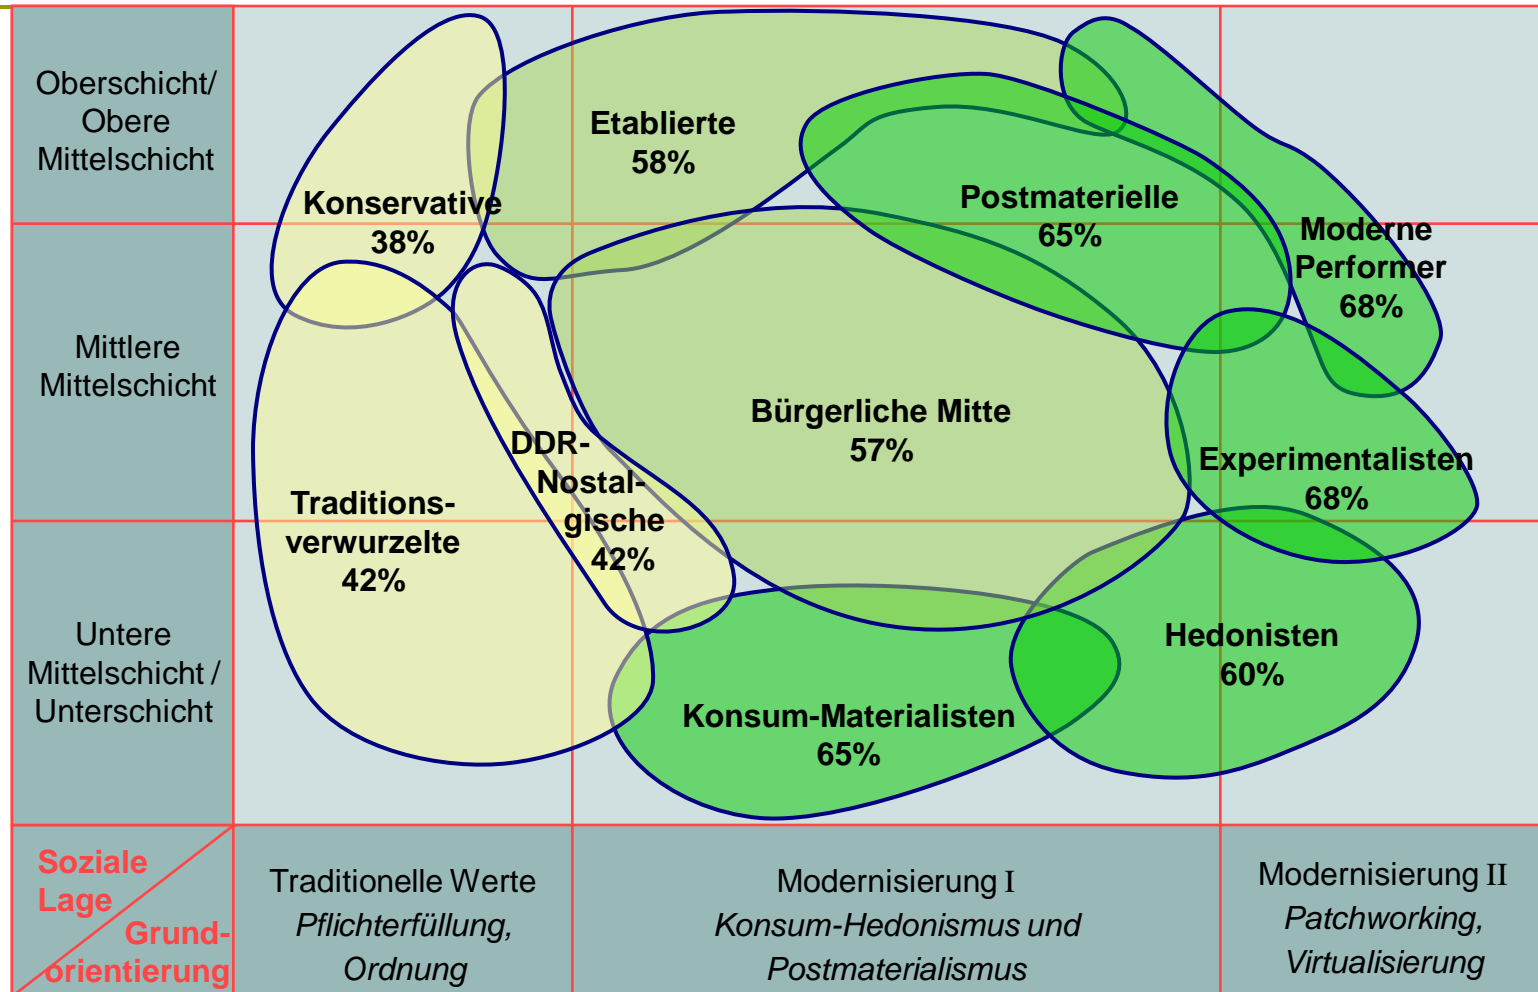 Oberschicht/
Obere
Mittelschicht
Etablierte
58%
Konservative
38%
Postmaterielle
65%
Moderne
Performer
68%
Mittlere
Mittelschicht
Bürgerliche Mitte
57%
DDR-
Nostal-
gische
42%
Experimentalisten
68%
Traditions-
verwurzelte
42%
Untere
Mittelschicht /
Unterschicht
Hedonisten
60%
Konsum-Materialisten
65%
Soziale
Lage
Grund-
orientierung
Traditionelle Werte
Pflichterfüllung,
Ordnung
Modernisierung I
Konsum-Hedonismus und
Postmaterialismus
Modernisierung II
Patchworking,
Virtualisierung